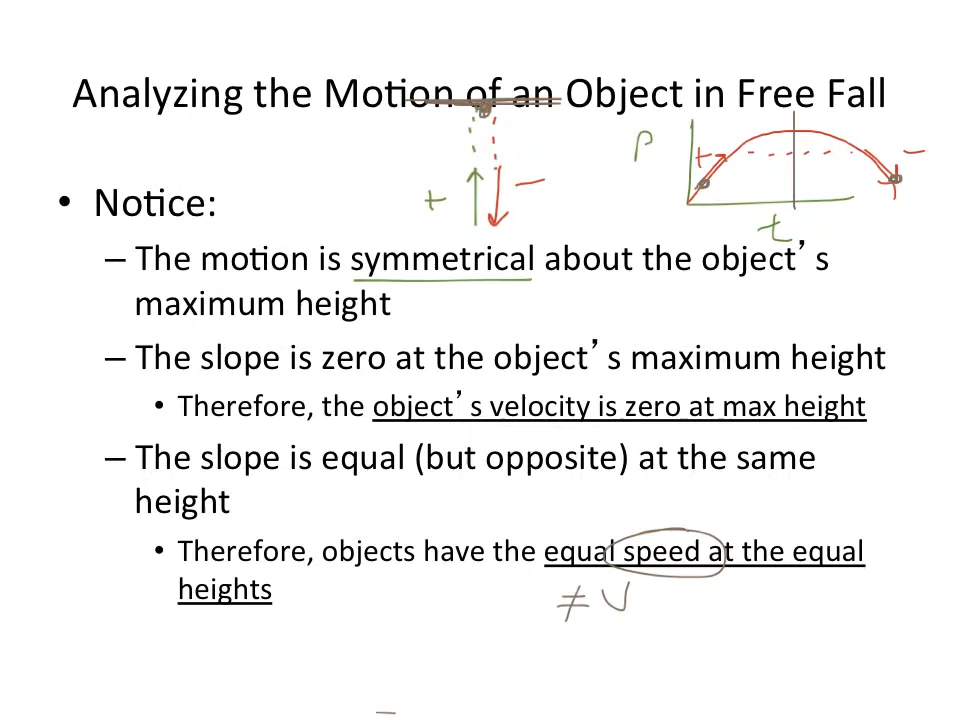 Analyzing the Motion of an Object in Free Fall
P
+ −
+ −
t
• Notice:
– The motion is symmetrical about the object’s
maximum height
– The slope is zero at the object’s maximum height
• Therefore, the object’s velocity is zero at max height
– The slope is equal (but opposite) at the same
height
• Therefore, objects have the equal speed at the equal
heights
≠ V